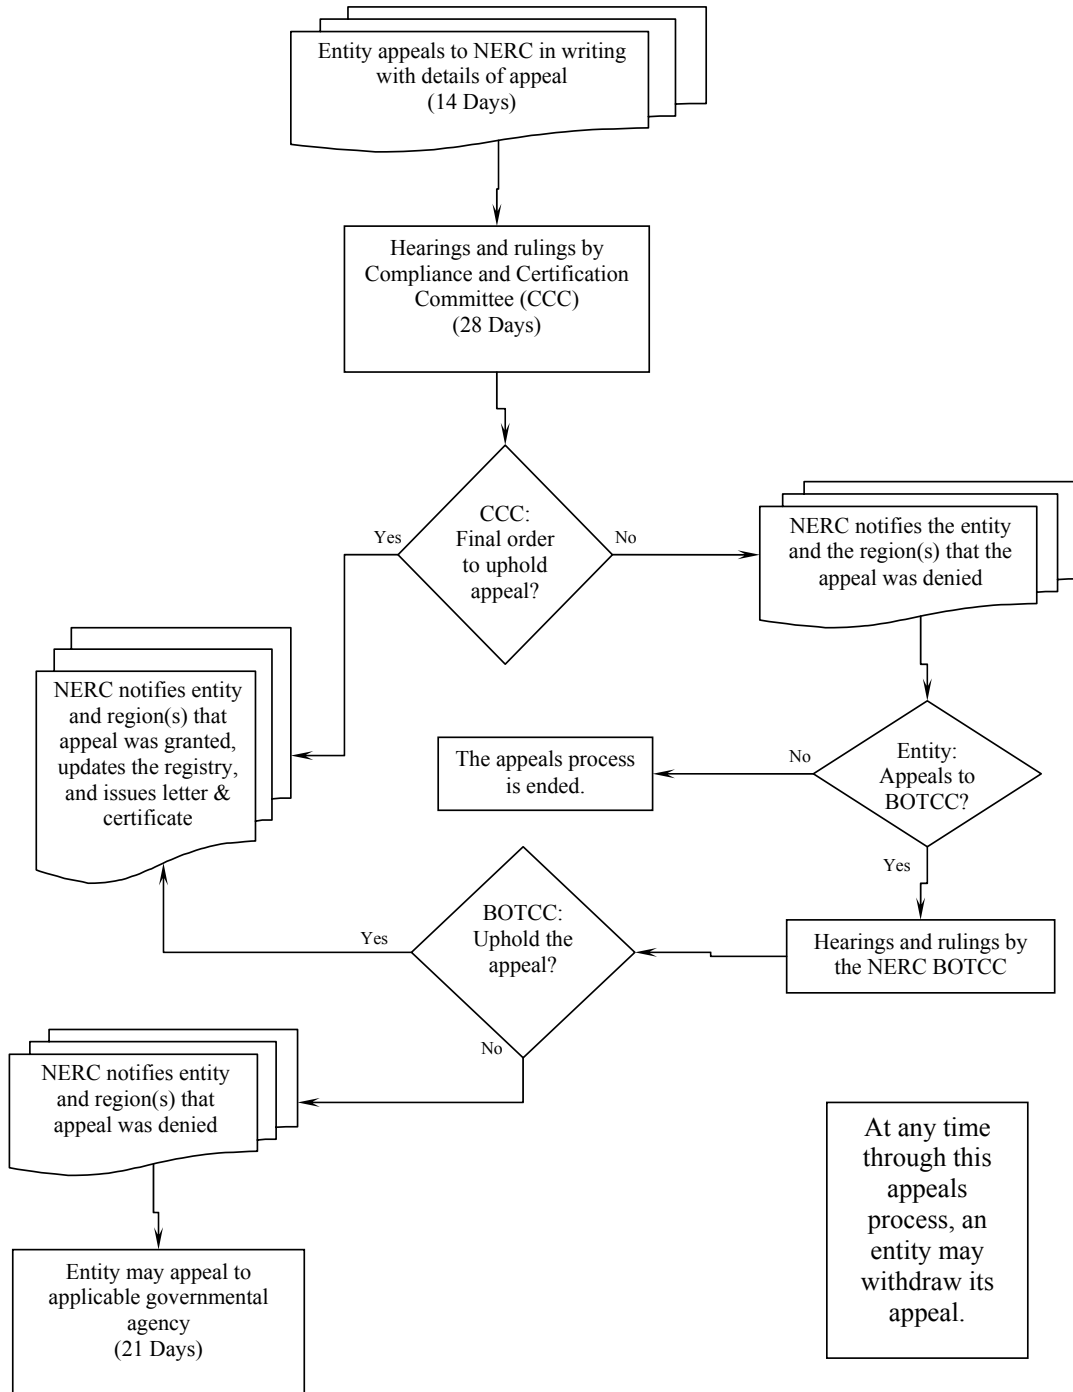 Entity appeals to NERC in writing
with details of appeal
(14 Days)
Hearings and rulings by
Compliance and Certification
Committee (CCC)
(28 Days)
CCC:
Final order
to uphold
appeal?
Yes
No
NERC notifies the entity
and the region(s) that the
appeal was denied
NERC notifies entity
and region(s) that
appeal was granted,
updates the registry,
and issues letter &
certificate
The appeals process
is ended.
No
Entity:
Appeals to
BOTCC?
Yes
BOTCC:
Uphold the
appeal?
Yes
No
Hearings and rulings by
the NERC BOTCC
NERC notifies entity
and region(s) that
appeal was denied
Entity may appeal to
applicable governmental
agency
(21 Days)
At any time
through this
appeals
process, an
entity may
withdraw its
appeal.